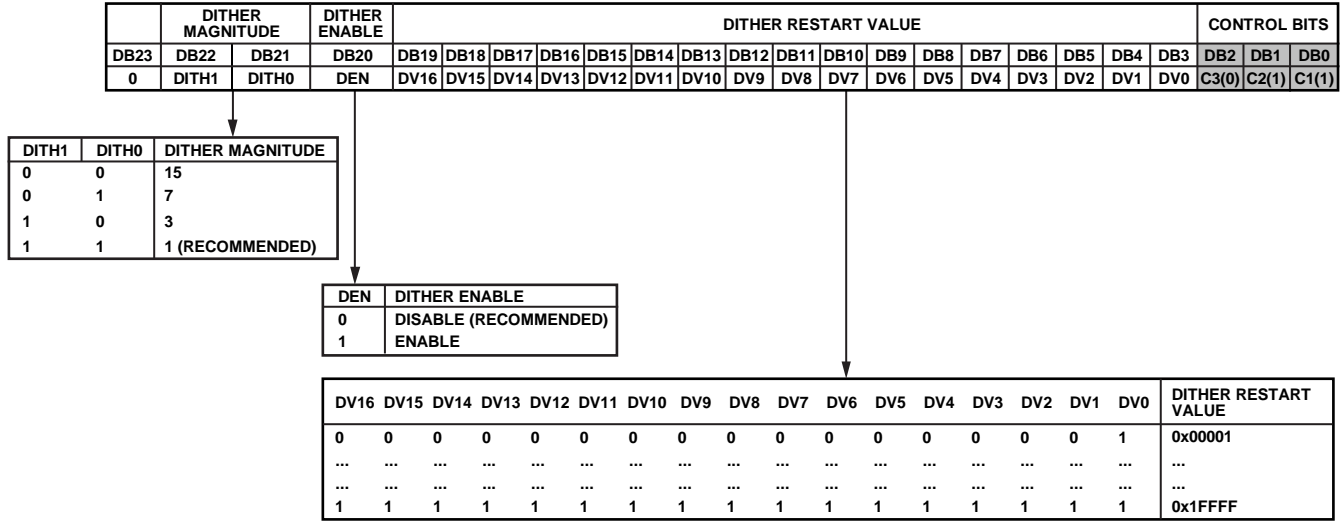 DITHER MAGNITUDE DITHER ENABLE DITHER RESTART VALUE CONTROL BITS
DB23 DB22 DB21 DB20 DB19 DB18 DB17 DB16 DB15 DB14 DB13 DB12 DB11 DB10 DB9 DB8 DB7 DB6 DB5 DB4 DB3 DB2 DB1 DB0
0 DITH1 DITH0 DEN DV16 DV15 DV14 DV13 DV12 DV11 DV10 DV9 DV8 DV7 DV6 DV5 DV4 DV3 DV2 DV1 DV0 C3(0) C2(1) C1(1)
DITH1 DITH0 DITHER MAGNITUDE
0 0 15
0 1 7
1 0 3
1 1 1 (RECOMMENDED)
DEN DITHER ENABLE
0 DISABLE (RECOMMENDED)
1 ENABLE
DV16 DV15 DV14 DV13 DV12 DV11 DV10 DV9 DV8 DV7 DV6 DV5 DV4 DV3 DV2 DV1 DV0 DITHER RESTART VALUE
0 0 0 0 0 0 0 0 0 0 0 0 0 0 0 0 1 0x00001
... ... ... ... ... ... ... ... ... ... ... ... ... ... ... ... ... ...
... ... ... ... ... ... ... ... ... ... ... ... ... ... ... ... ... ...
1 1 1 1 1 1 1 1 1 1 1 1 1 1 1 1 1 0x1FFFF